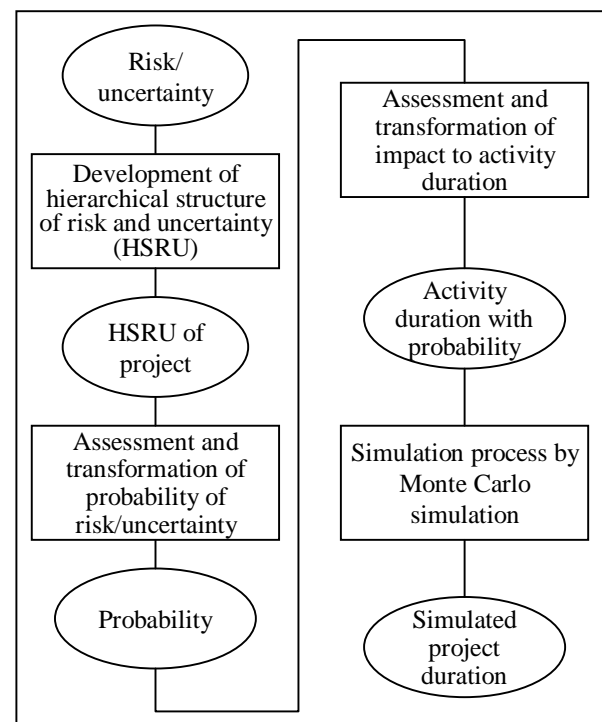 Risk/
uncertainty
Development of
hierarchical structure
of risk and uncertainty
(HSRU)
HSRU of
project
Assessment and
transformation of
probability of
risk/uncertainty
Probability
Assessment and
transformation of
impact to activity
duration
Activity
duration with
probability
Simulation process by
Monte Carlo
simulation
Simulated
project
duration